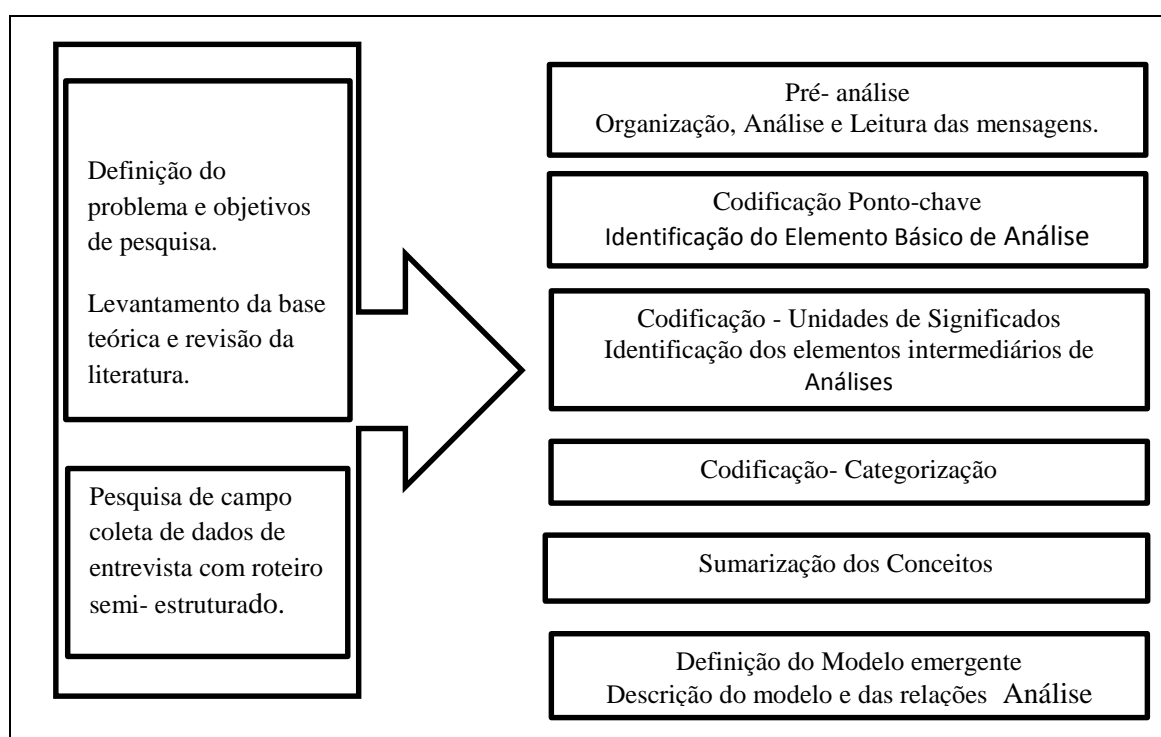 Definição do
problema e objetivos
de pesquisa.
Levantamento da base
teórica e revisão da
literatura.
Pesquisa de campo
coleta de dados de
entrevista com roteiro
semi- estruturado.
Pré- análise
Organização, Análise e Leitura das mensagens.
Codificação Ponto-chave
Identificação do Elemento Básico de Análise
Codificação - Unidades de Significados
Identificação dos elementos intermediários de
Análises
Codificação- Categorização
Sumarização dos Conceitos
Definição do Modelo emergente
Descrição do modelo e das relações Análise